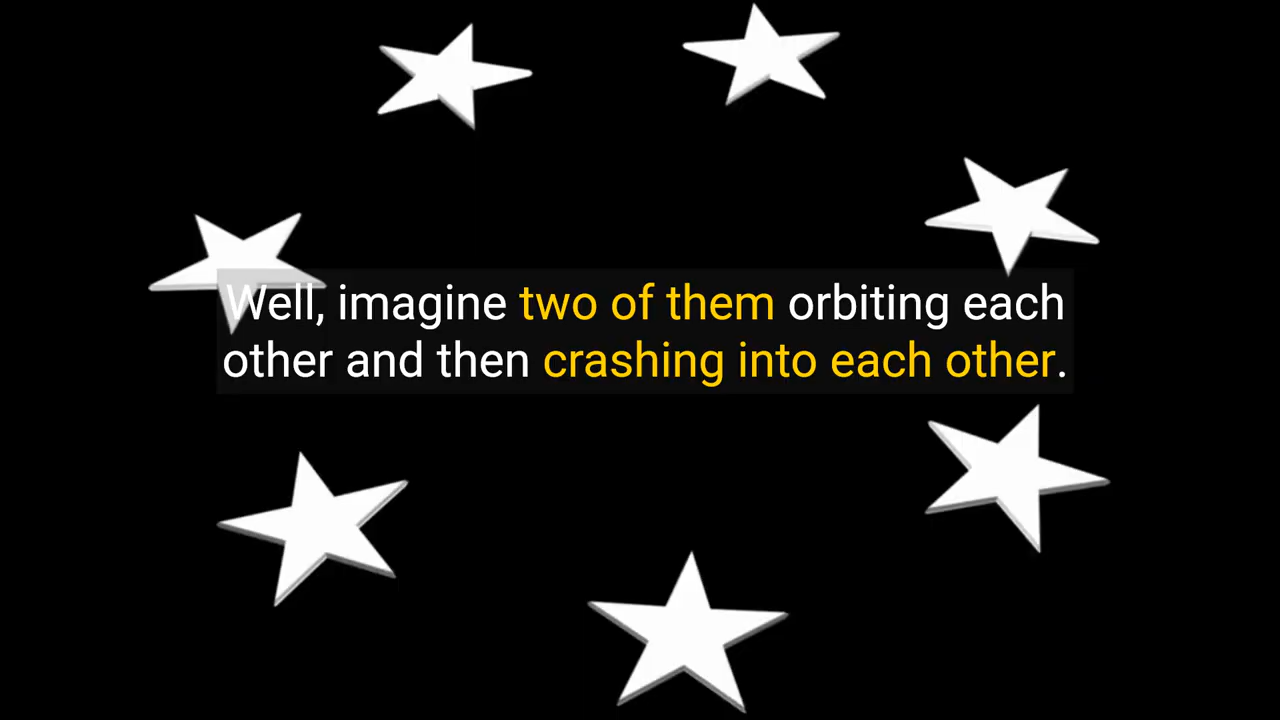 Well, imagine two of them orbiting each
other and then crashing into each other.